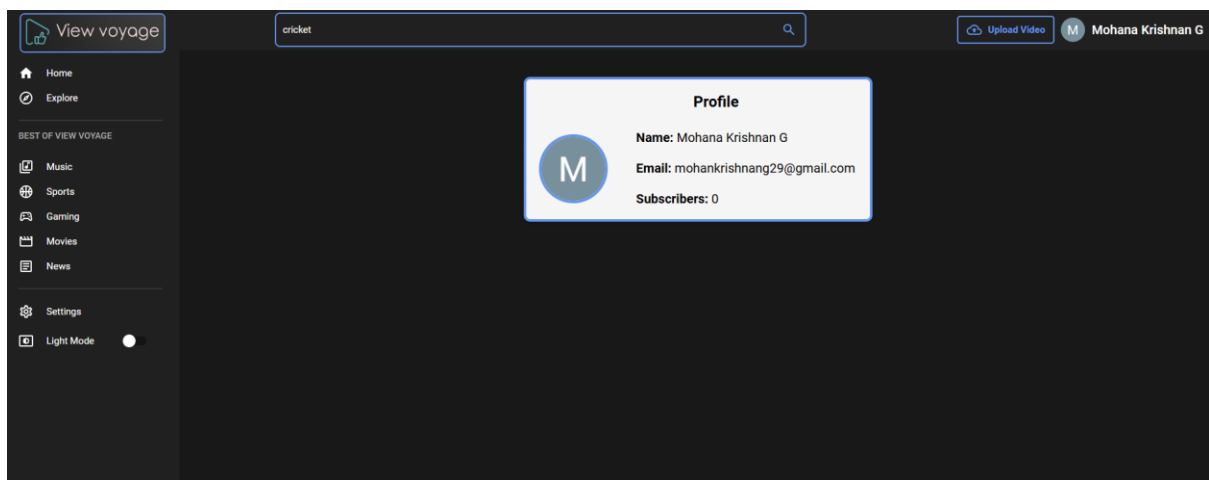 View voyage
cricket
Upload Video
M
Mohana Krishnan G
Home
Explore
BEST OF VIEW VOYAGE
Music
Sports
Gaming
Movies
News
Settings
Light Mode
Profile
M
Name: Mohana Krishnan G
Email: mohankrishnang29@gmail.com
Subscribers: 0